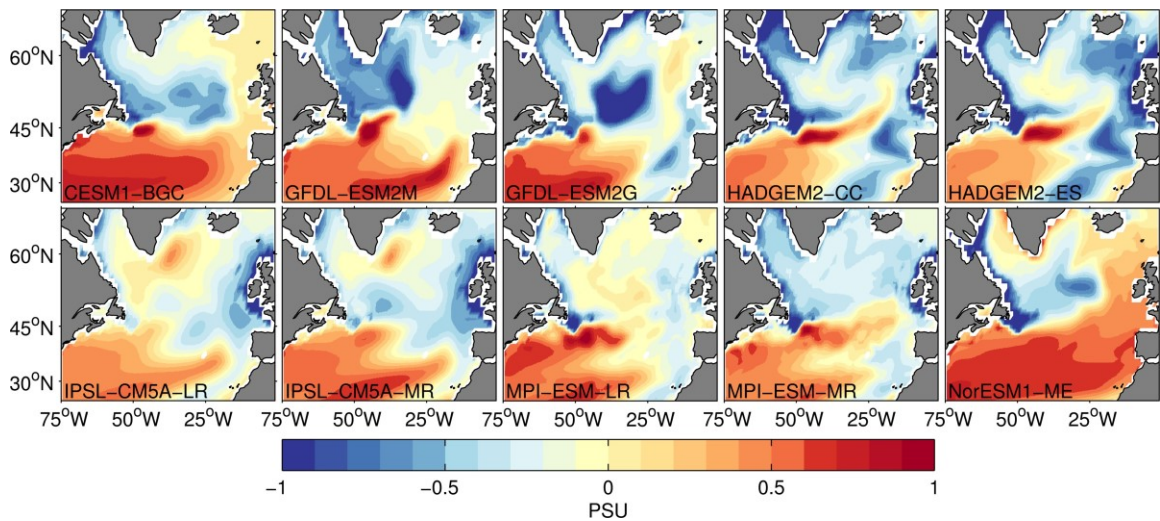 60°N
45°N
30°N
CESM1−BGC
GFDL−ESM2M
GFDL−ESM2G
HADGEM2−CC
HADGEM2−ES
60°N
45°N
30°N
IPSL−CM5A−LR
IPSL−CM5A−MR
MPI−ESM−LR
MPI−ESM−MR
NorESM1−ME
75°W 50°W 25°W 75°W 50°W 25°W 75°W 50°W 25°W 75°W 50°W 25°W 75°W 50°W 25°W
−1 −0.5 0 0.5 1
PSU